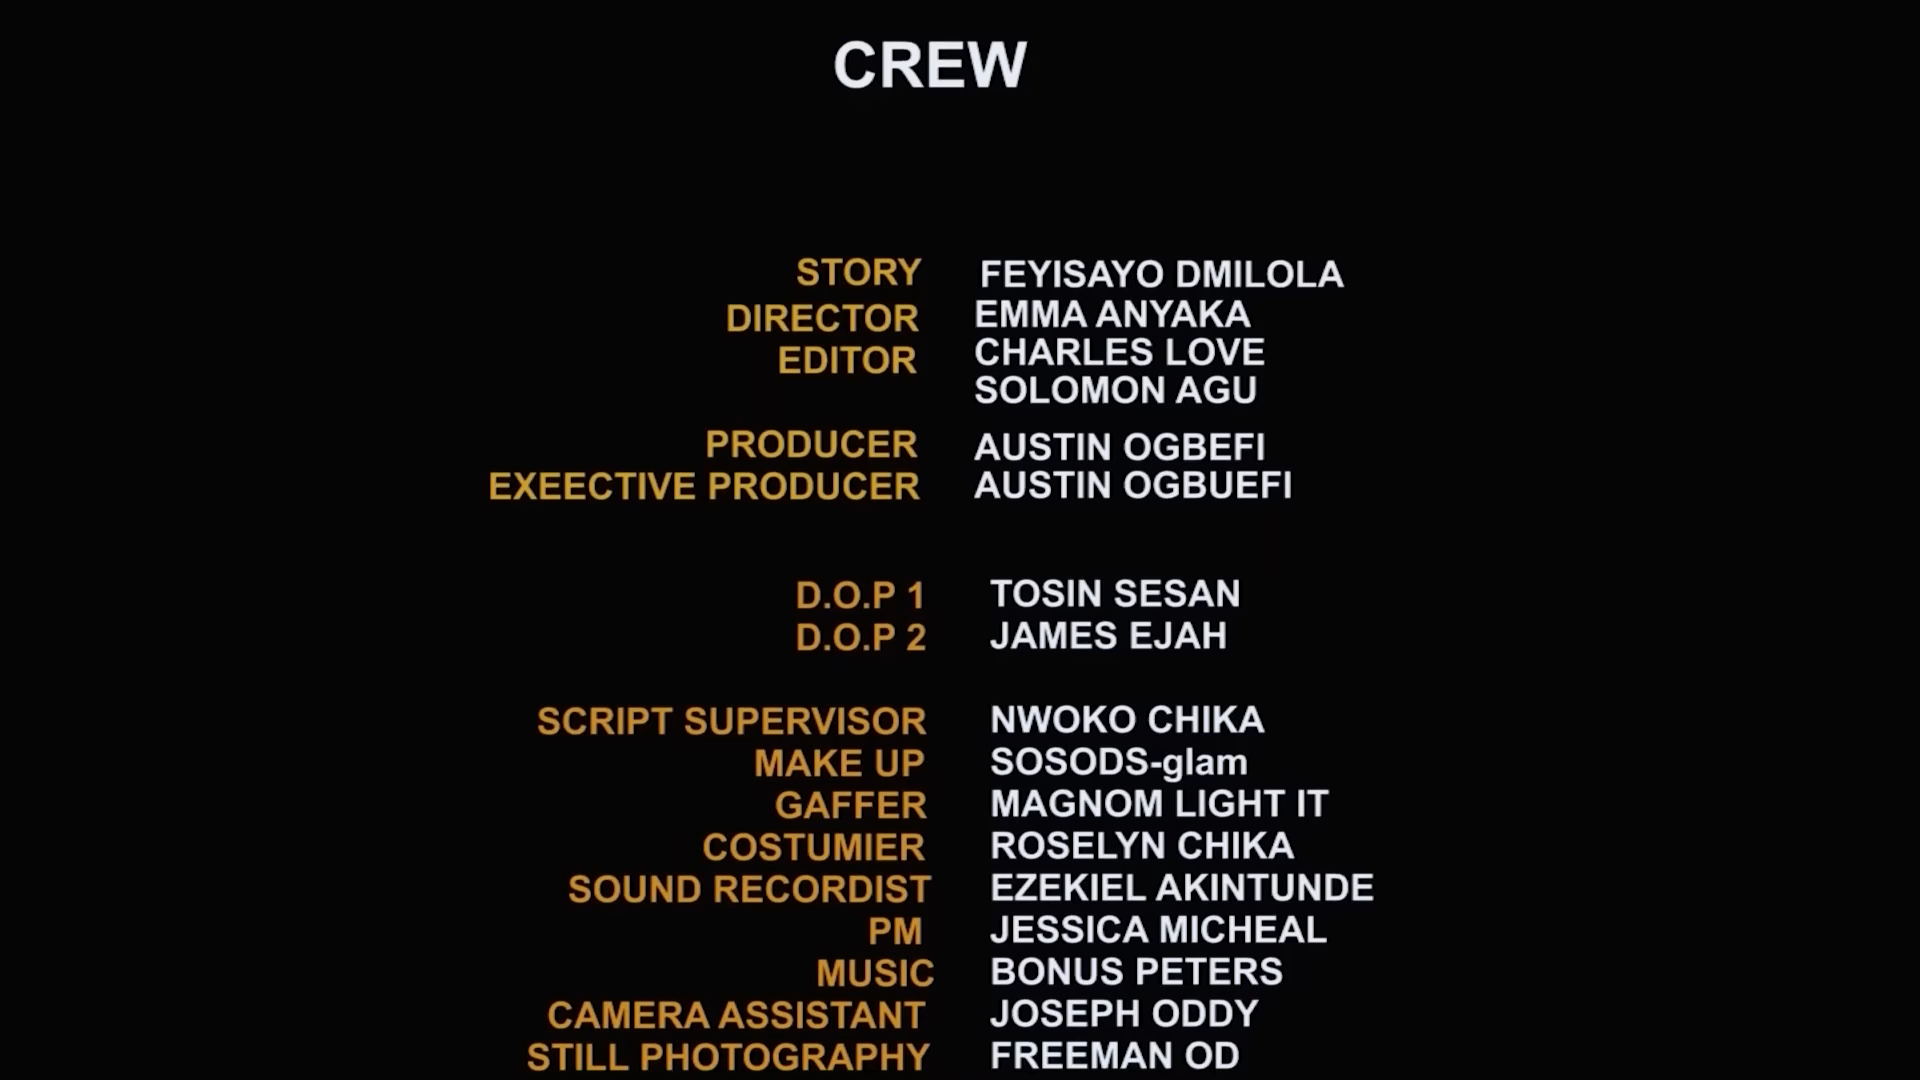 CREW
STORY FEYISAYO DMILOLA
DIRECTOR EMMA ANYAKA
EDITOR CHARLES LOVE
SOLOMON AGU
PRODUCER AUSTIN OGBEFI
EXEECTIVE PRODUCER AUSTIN OGBUEFI
D.O.P 1 TOSIN SESAN
D.O.P 2 JAMES EJAH
SCRIPT SUPERVISOR NWOKO CHIKA
MAKE UP SOSODS-glam
GAFFER MAGNOM LIGHT IT
COSTUMIER ROSELYN CHIKA
SOUND RECORDIST EZEKIEL AKINTUNDE
PM JESSICA MICHEAL
MUSIC BONUS PETERS
CAMERA ASSISTANT JOSEPH ODDY
STILL PHOTOGRAPHY FREEMAN OD